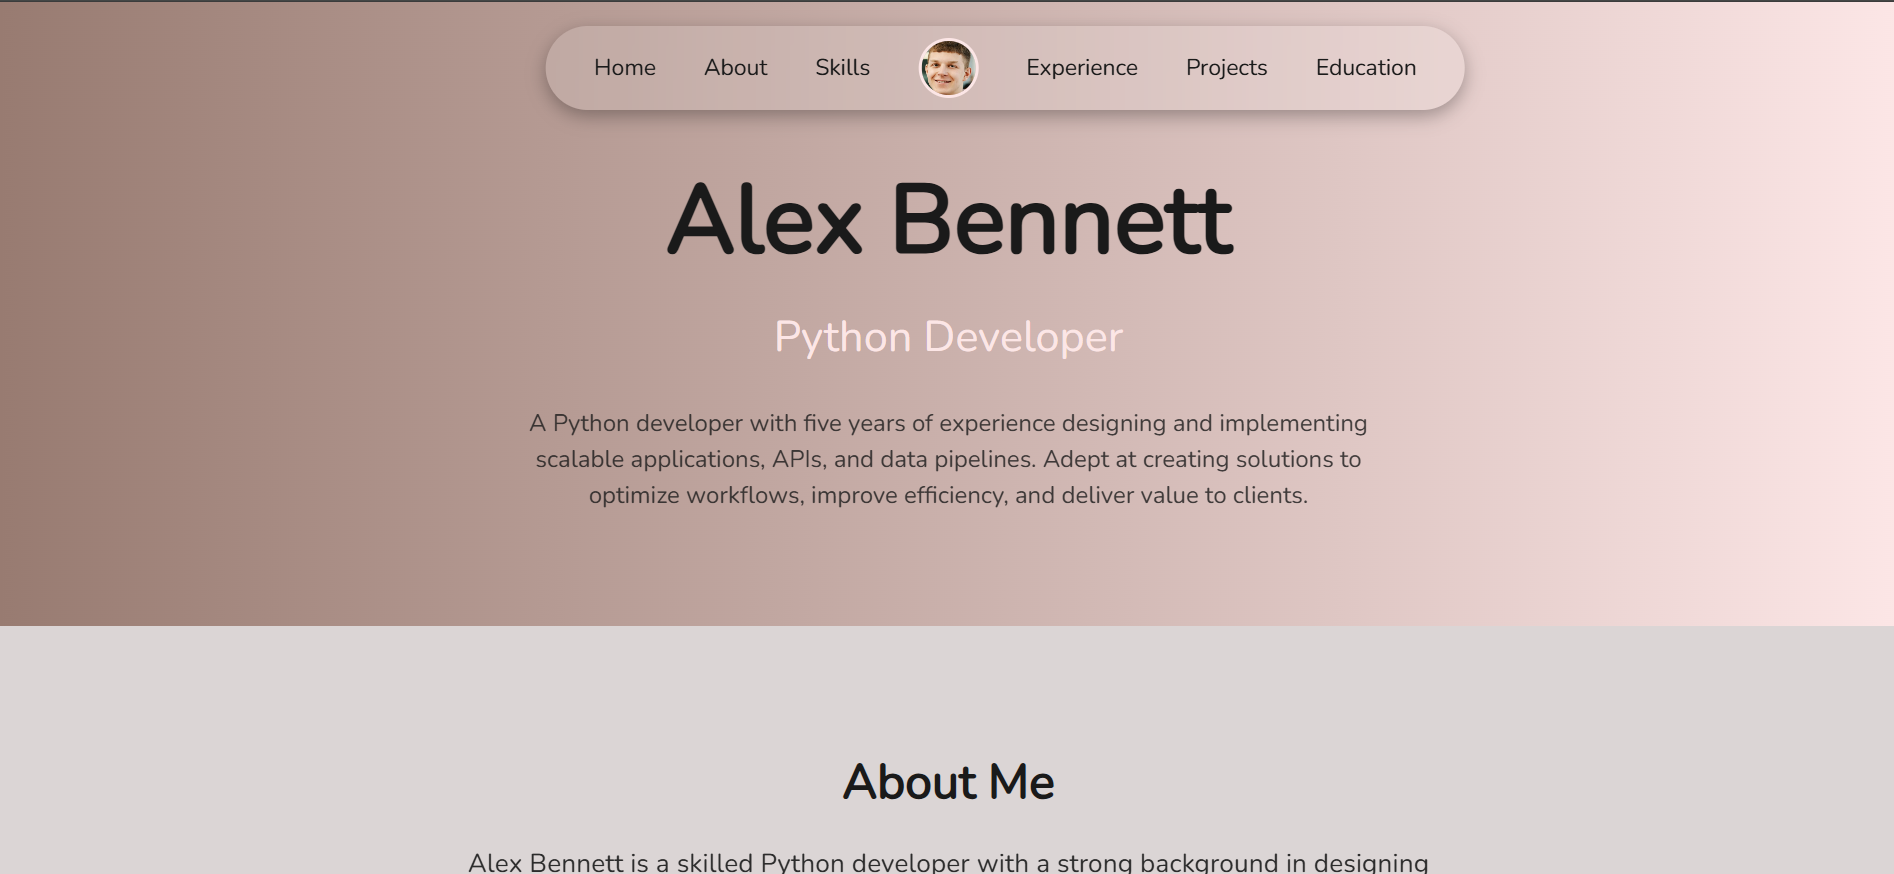 Home About Skills Experience Projects Education
Alex Bennett
Python Developer
A Python developer with five years of experience designing and implementing
scalable applications, APIs, and data pipelines. Adept at creating solutions to
optimize workflows, improve efficiency, and deliver value to clients.
About Me
Alex Bennett is a skilled Python developer with a strong background in designing